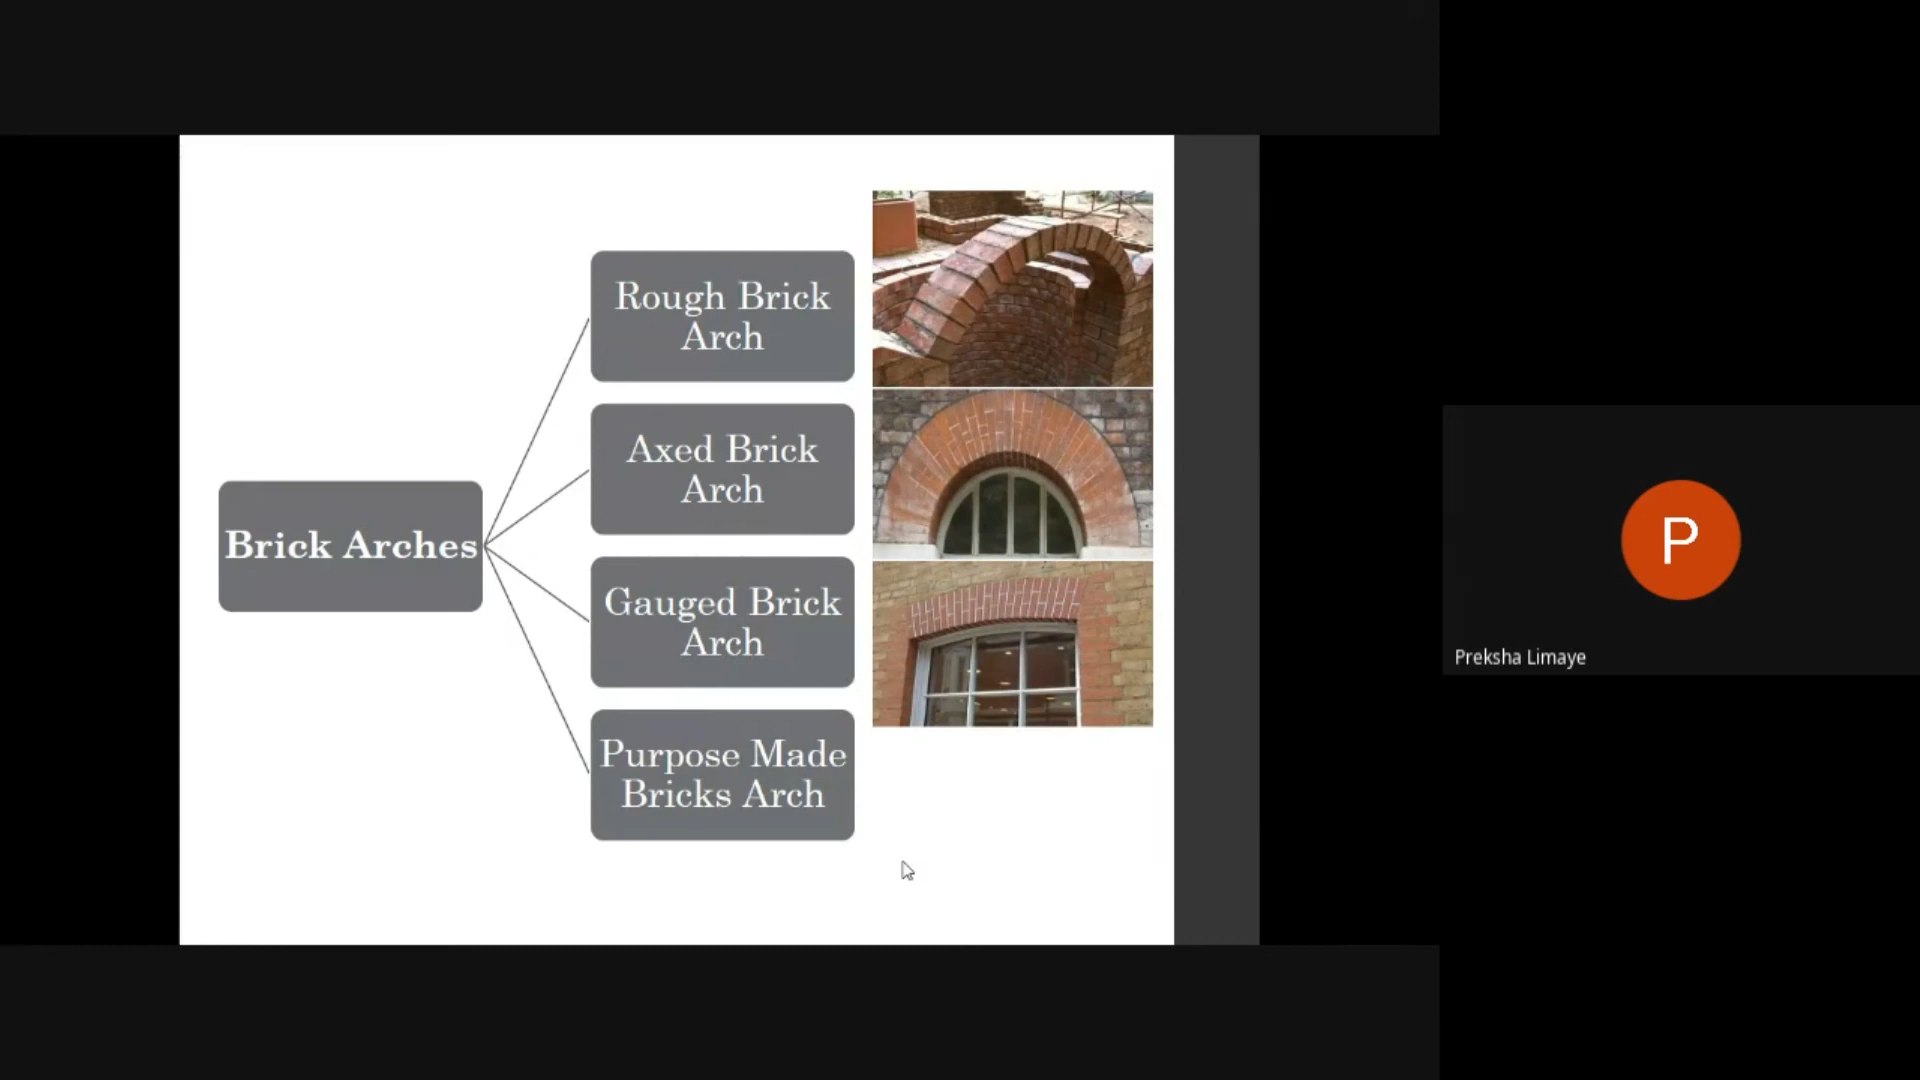 Brick Arches
Rough Brick
Arch
Axed Brick
Arch
Gauged Brick
Arch
Purpose Made
Bricks Arch
P
Preksha Limaye